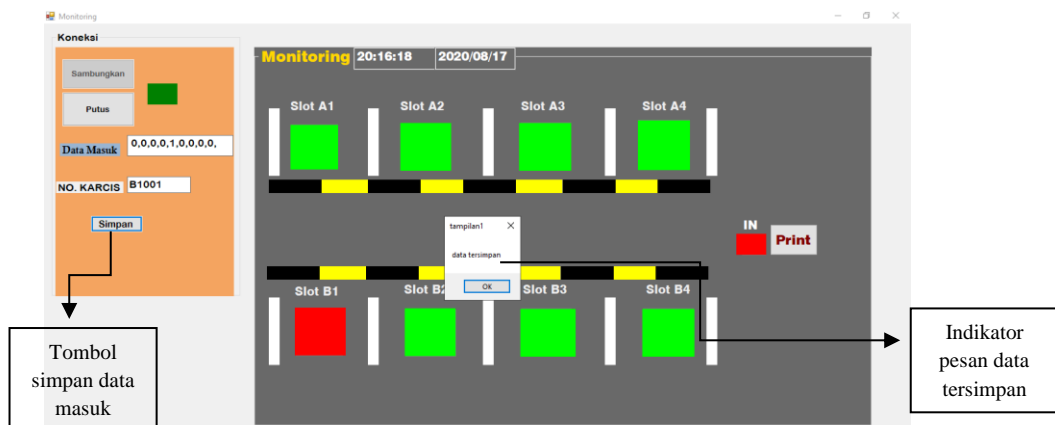 Monitoring
Koneksi
Sambungkan
Putus
Data Masuk 0,0,0,0,1,0,0,0,0,
NO. KARCIS B1001
Simpan
Monitoring 20:16:18 2020/08/17
Slot A1 Slot A2 Slot A3 Slot A4
tampilan1
data tersimpan
OK
IN
Print
Slot B1 Slot B2 Slot B3 Slot B4
Tombol
simpan data
masuk
Indikator
pesan data
tersimpan